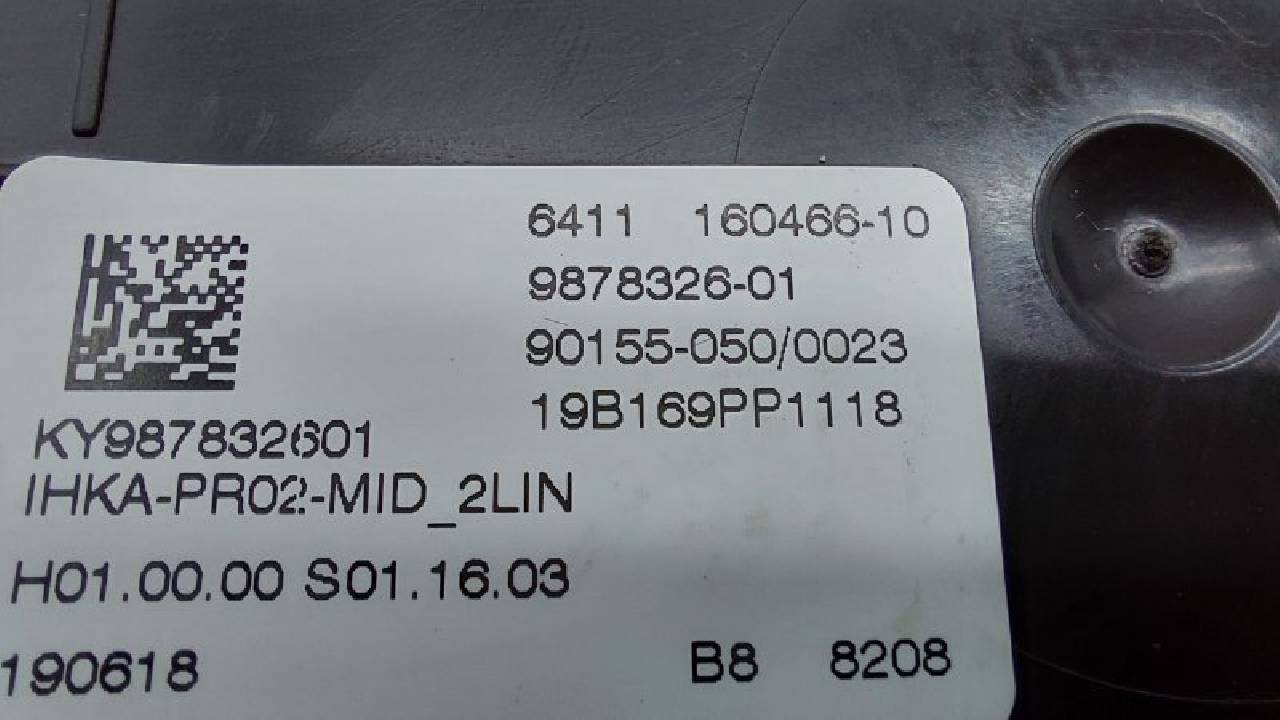 6411 160466-10
9878326-01
90155-050/0023
19B169PP1118
KY987832601
IHKA-PR02-MID_2LIN
H01.00.00 S01.16.03
190618 B8 8208